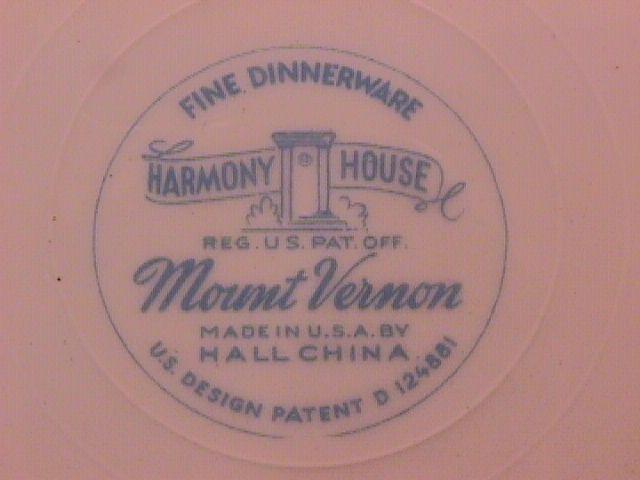 FINE DINNERWARE
HARMONY HOUSE
REG. U S. PAT. OFF.
Mount Vernon
MADE IN U.S.A. BY
HALL CHINA
U.S. DESIGN PATENT D 124881